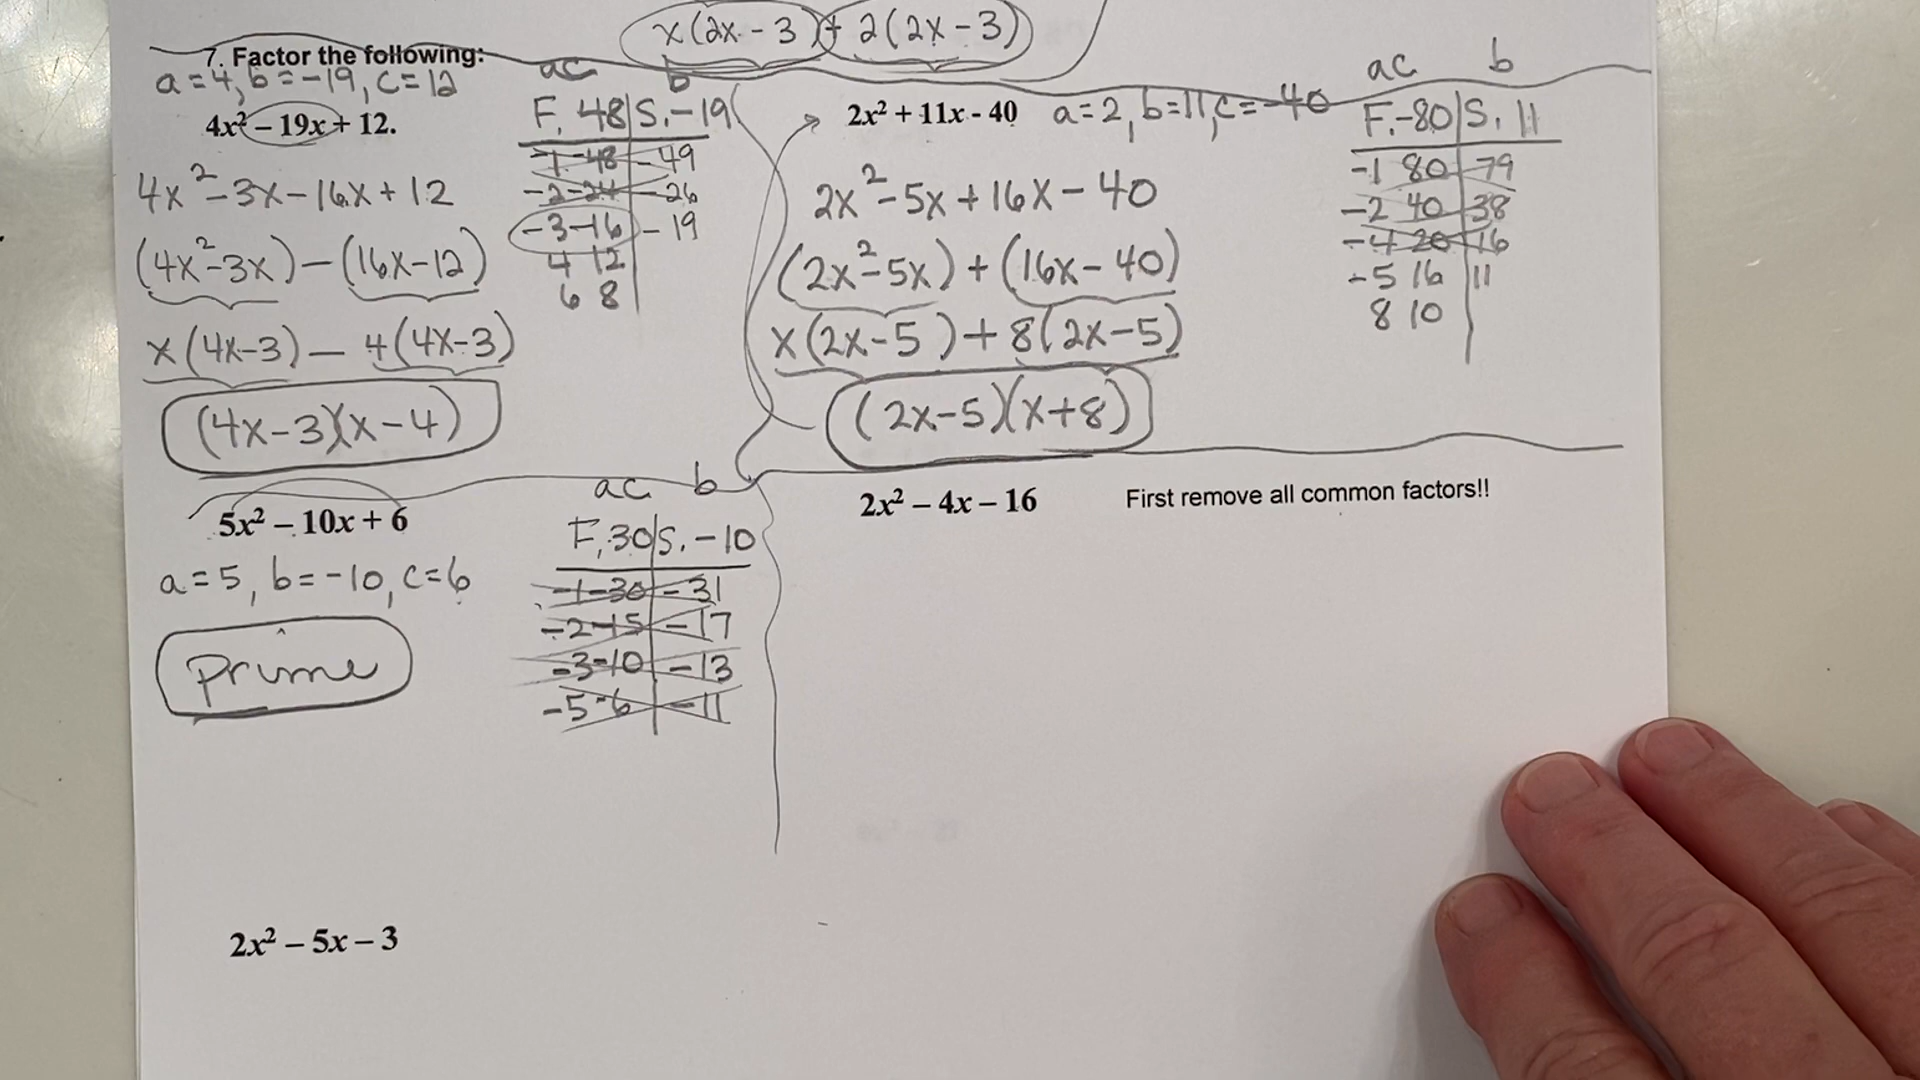 x(2x - 3) + 2(2x - 3)
7. Factor the following:
a = 4, b = -19, c = 12
4x² – 19x + 12.
4x² - 3x - 16x + 12
(4x² - 3x) - (16x - 12)
x(4x - 3) - 4(4x - 3)
(4x - 3)(x - 4)
ac b
F. 48 | S. -19
-1 -48 | -49
-2 -24 | -26
-3 -16 | -19
4 12
6 8
2x² + 11x - 40 a = 2, b = 11, c = -40
2x² - 5x + 16x - 40
(2x² - 5x) + (16x - 40)
x(2x - 5) + 8(2x - 5)
(2x - 5)(x + 8)
ac b
F. -80 | S. 11
-1 80 | 79
-2 40 | 38
-4 20 | 16
-5 16 | 11
8 10
5x² – 10x + 6
a = 5, b = -10, c = 6
prime
ac b
F. 30 | S. -10
-1 -30 | -31
-2 -15 | -17
-3 -10 | -13
-5 -6 | -11
2x² – 4x – 16 First remove all common factors!!
2x² – 5x – 3